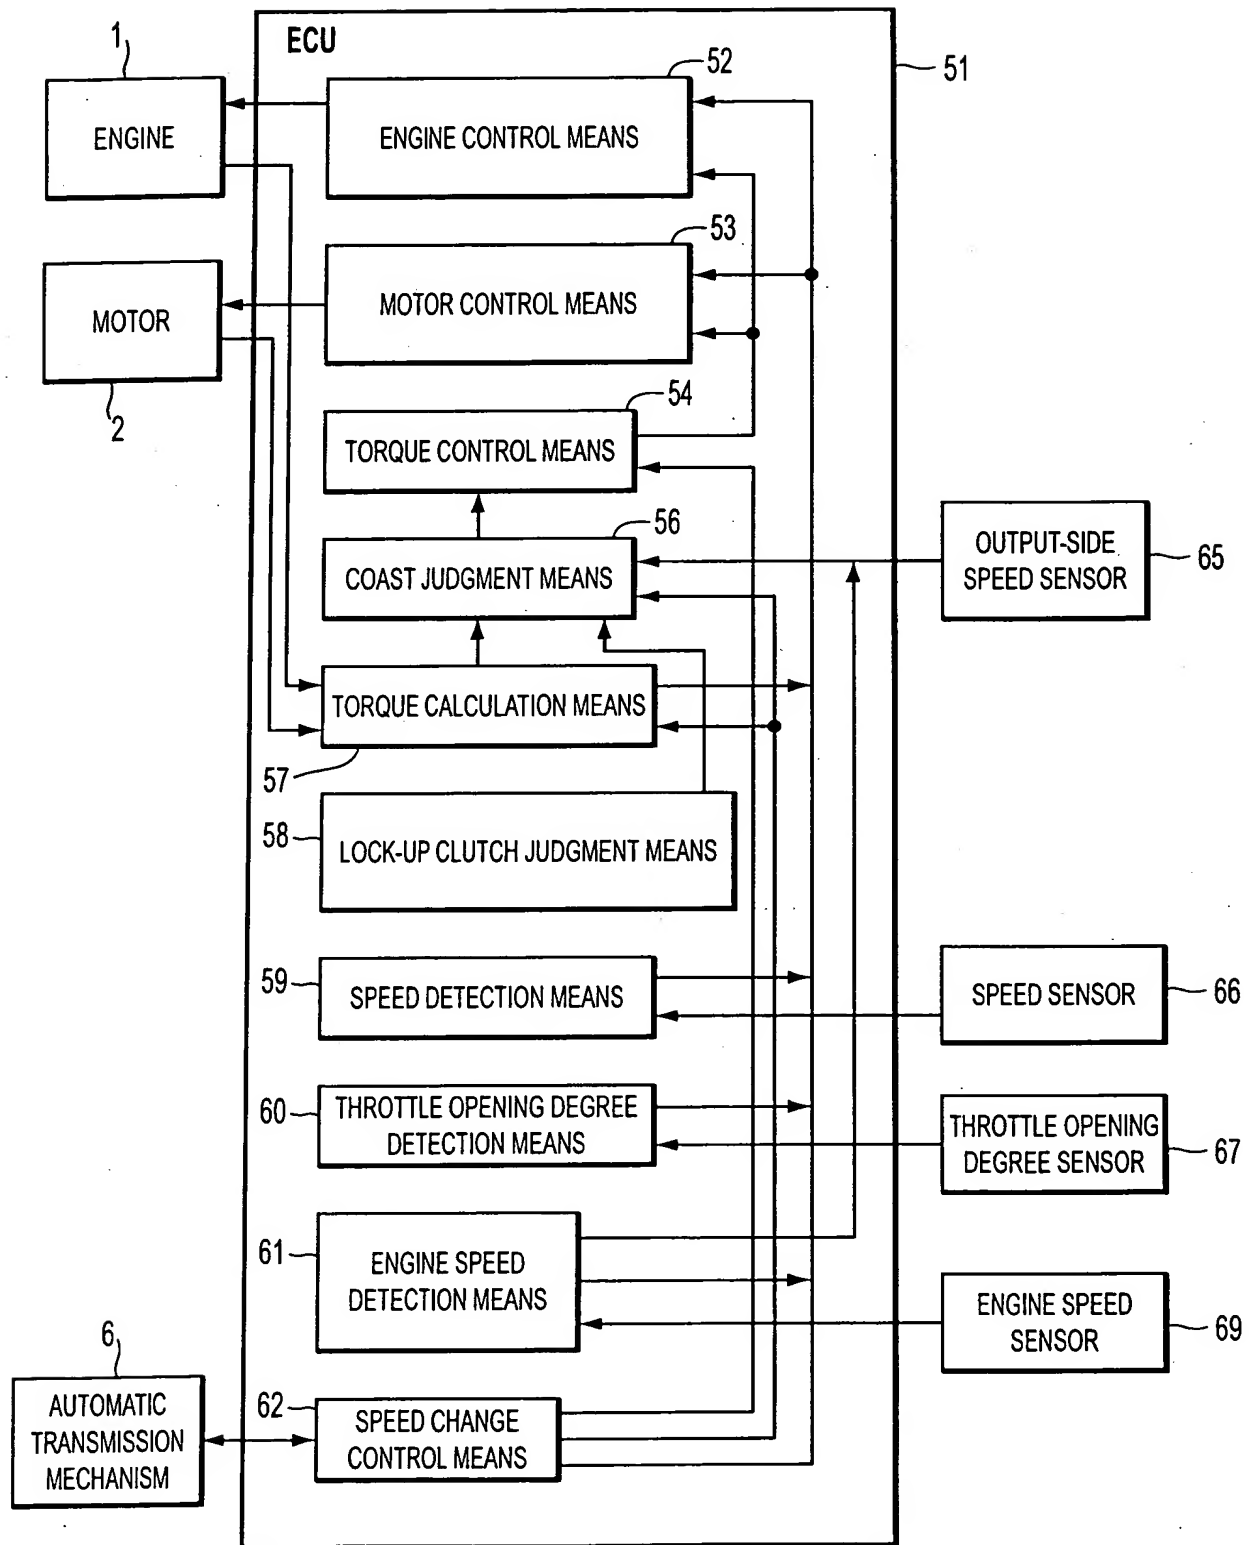 ECU
1
ENGINE
52
ENGINE CONTROL MEANS
51
53
MOTOR CONTROL MEANS
MOTOR
2
54
TORQUE CONTROL MEANS
56
COAST JUDGMENT MEANS
OUTPUT-SIDE
SPEED SENSOR
65
TORQUE CALCULATION MEANS
57
58
LOCK-UP CLUTCH JUDGMENT MEANS
59
SPEED DETECTION MEANS
SPEED SENSOR
66
60
THROTTLE OPENING DEGREE
DETECTION MEANS
THROTTLE OPENING
DEGREE SENSOR
67
61
ENGINE SPEED
DETECTION MEANS
ENGINE SPEED
SENSOR
69
6
AUTOMATIC
TRANSMISSION
MECHANISM
62
SPEED CHANGE
CONTROL MEANS